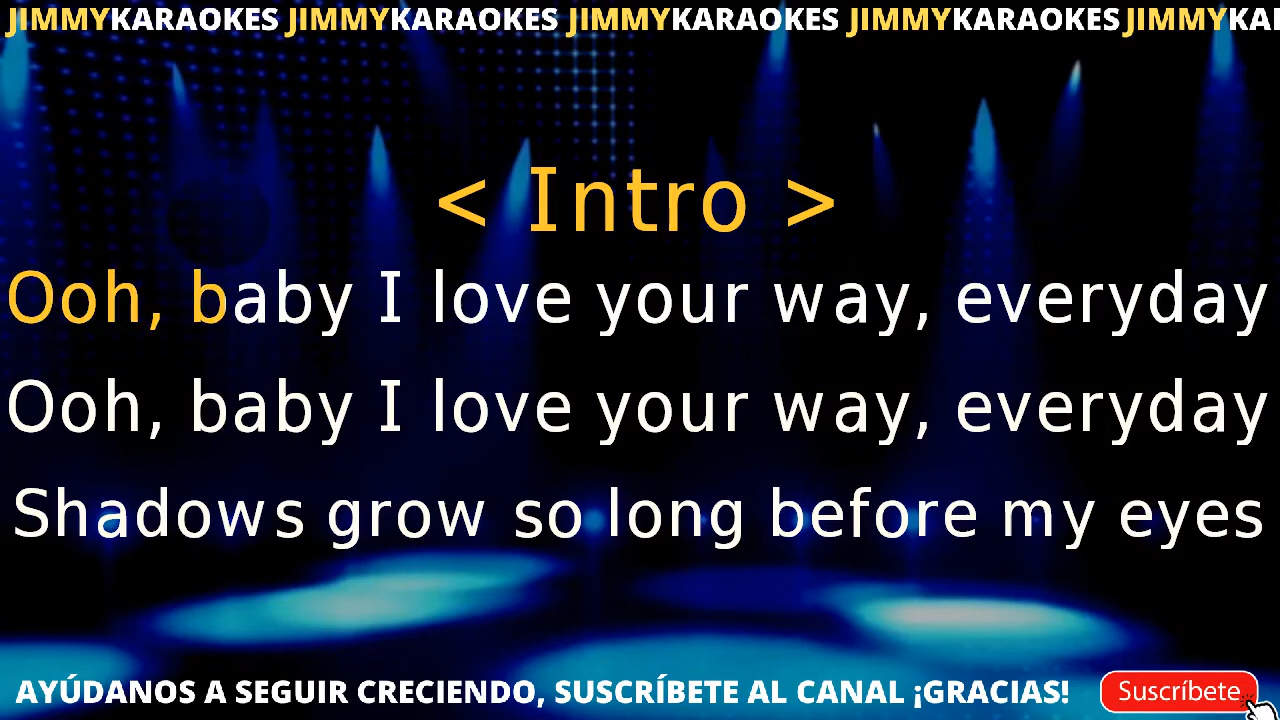 JIMMYKARAOKES JIMMYKARAOKES JIMMYKARAOKES JIMMYKARAOKES JIMMYKAI
< Intro >
Ooh, baby I love your way, everyday
Ooh, baby I love your way, everyday
Shadows grow so long before my eyes
AYÚDANOS A SEGUIR CRECIENDO, SUSCRÍBETE AL CANAL ¡GRACIAS! Suscríbete